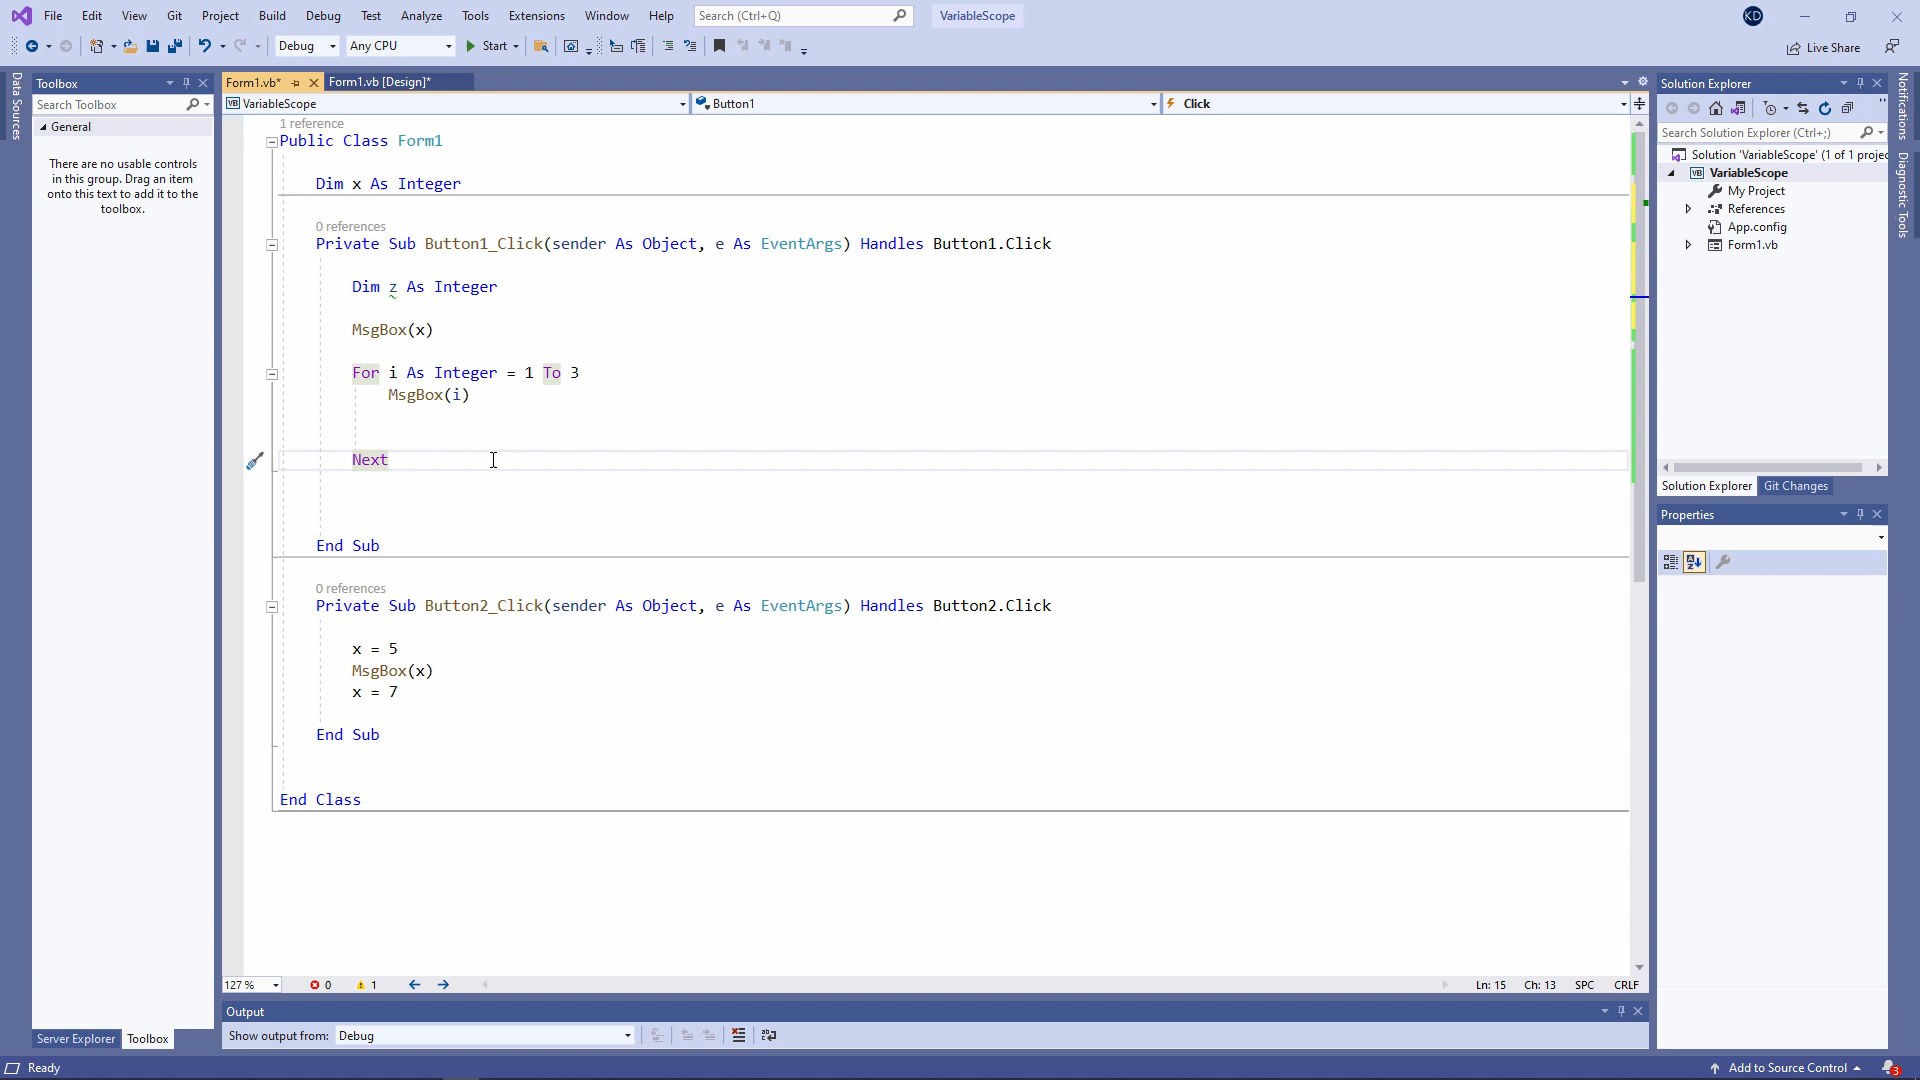 File Edit View Git Project Build Debug Test Analyze Tools Extensions Window Help Search (Ctrl+Q) VariableScope KD
Debug Any CPU Start Live Share
Data Sources
Toolbox
Search Toolbox
General
There are no usable controls
in this group. Drag an item
onto this text to add it to the
toolbox.
Server Explorer Toolbox
Form1.vb* Form1.vb [Design]*
VB VariableScope Button1 Click
1 reference
Public Class Form1
Dim x As Integer
0 references
Private Sub Button1_Click(sender As Object, e As EventArgs) Handles Button1.Click
Dim z As Integer
MsgBox(x)
For i As Integer = 1 To 3
MsgBox(i)
Next
End Sub
0 references
Private Sub Button2_Click(sender As Object, e As EventArgs) Handles Button2.Click
x = 5
MsgBox(x)
x = 7
End Sub
End Class
127 % 0 1 Ln: 15 Ch: 13 SPC CRLF
Output
Show output from: Debug
Solution Explorer
Search Solution Explorer (Ctrl+;)
Solution 'VariableScope' (1 of 1 projec
VB VariableScope
My Project
References
App.config
Form1.vb
Solution Explorer Git Changes
Properties
Notifications
Diagnostic Tools
Ready Add to Source Control 3